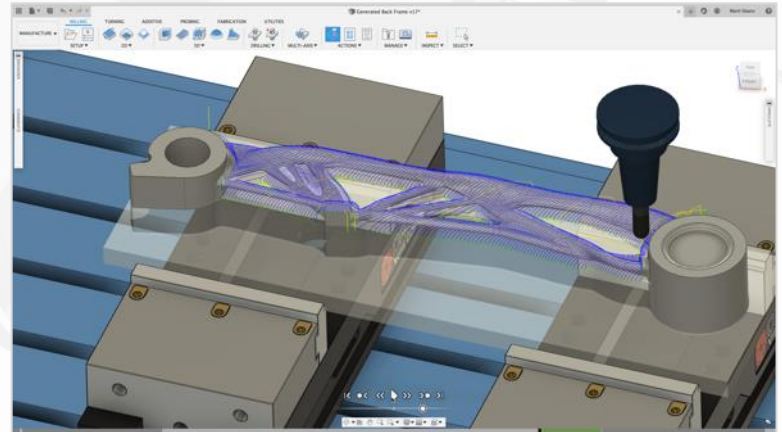 Generated Back Frame v17*
MILLING TURNING ADDITIVE PROBING FABRICATION UTILITIES
MANUFACTURE
SETUP 2D 3D DRILLING MULTI-AXIS ACTIONS MANAGE INSPECT SELECT